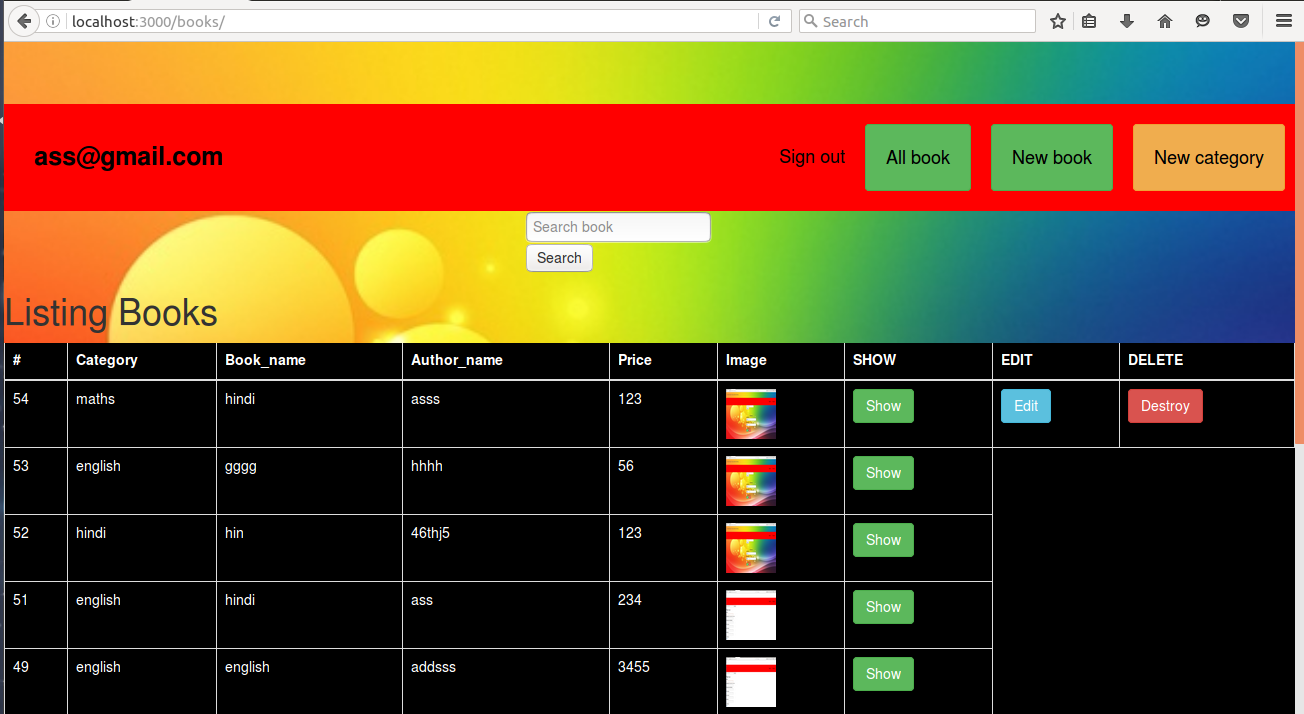 localhost:3000/books/ Search
ass@gmail.com Sign out All book New book New category
Search book
Search
Listing Books
# Category Book_name Author_name Price Image SHOW EDIT DELETE
54 maths hindi asss 123 Show Edit Destroy
53 english gggg hhhh 56 Show
52 hindi hin 46thj5 123 Show
51 english hindi ass 234 Show
49 english english addsss 3455 Show